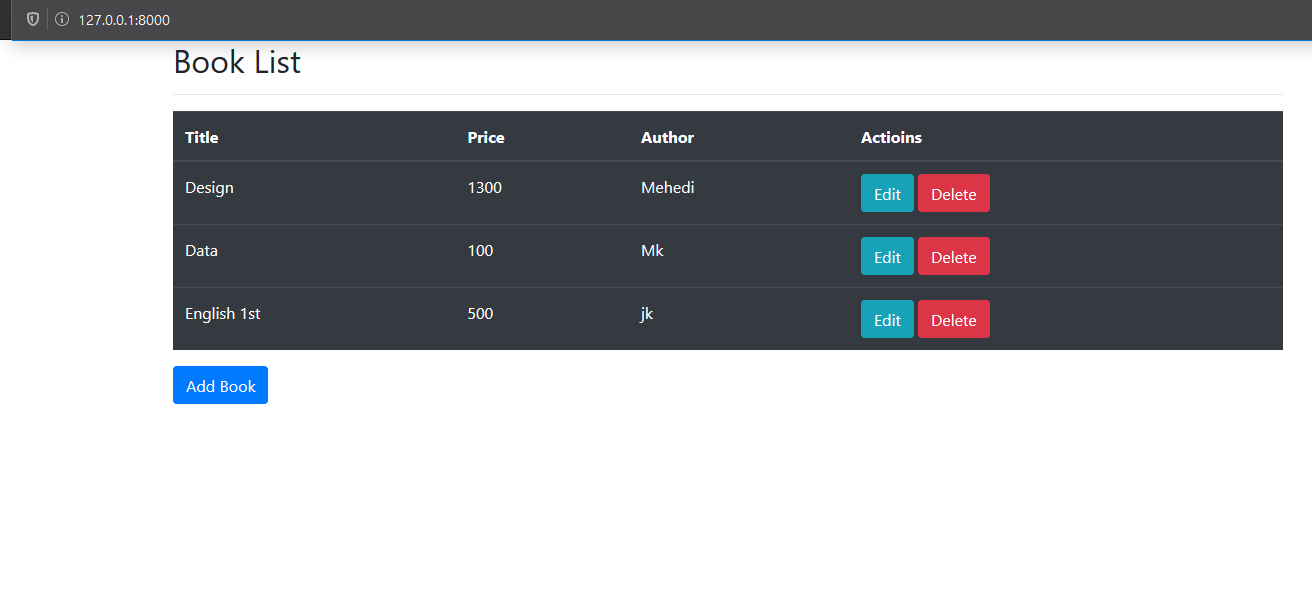 127.0.0.1:8000
Book List
Title Price Author Actioins
Design 1300 Mehedi Edit Delete
Data 100 Mk Edit Delete
English 1st 500 jk Edit Delete
Add Book